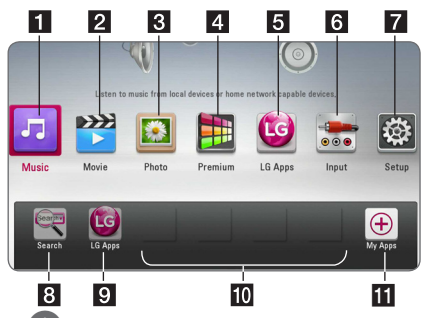 1 2 3 4 5 6 7
Listen to music from local devices or home network capable devices.
LG
Music Movie Photo Premium LG Apps Input Setup
Search LG
Search LG Apps My Apps
8 9 10 11